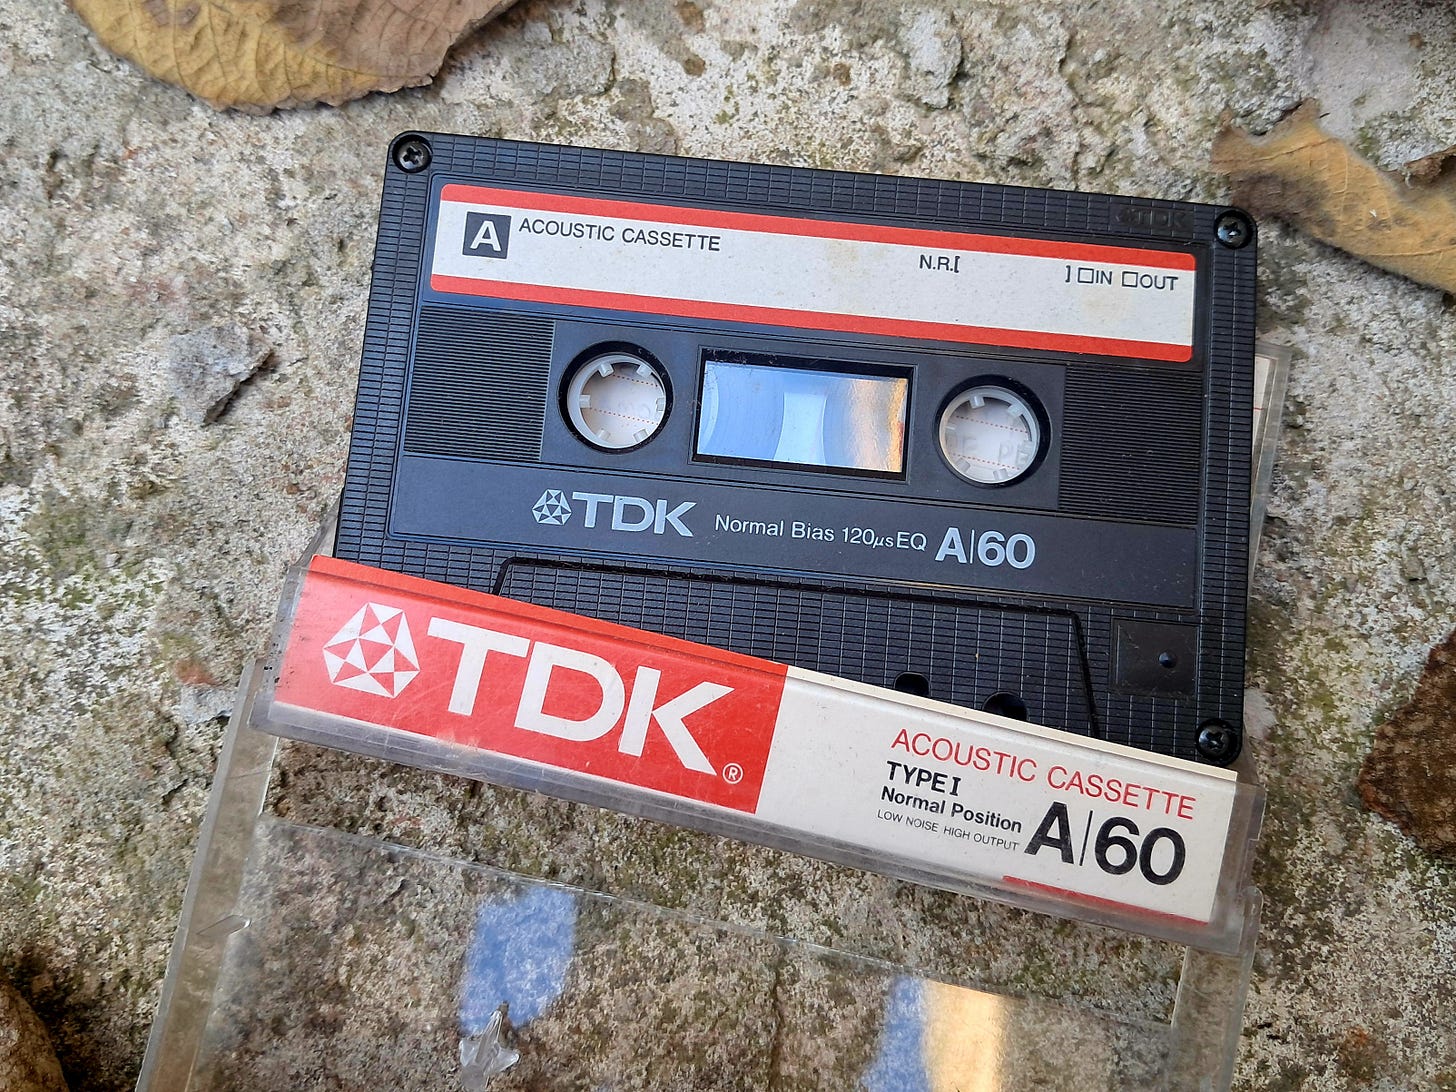 TDK
A ACOUSTIC CASSETTE
N.R.[ ] □IN □OUT
TDK Normal Bias 120μs EQ A|60
TDK®
ACOUSTIC CASSETTE
TYPE I
Normal Position
LOW NOISE HIGH OUTPUT
A|60